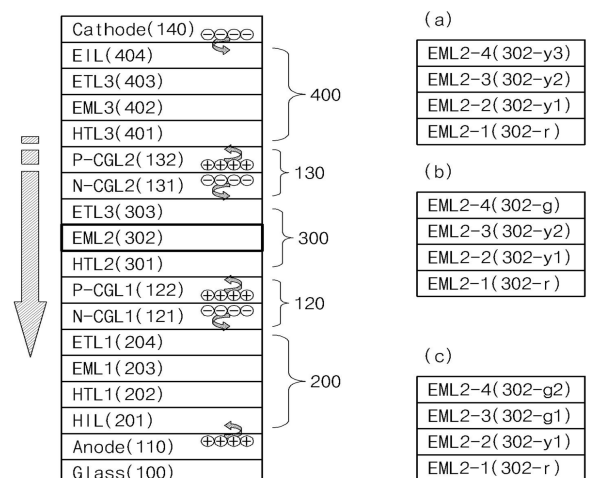 Cathode(140)
EIL(404)
ETL3(403)
EML3(402)
HTL3(401)
400
P-CGL2(132)
N-CGL2(131)
130
ETL3(303)
EML2(302)
HTL2(301)
300
P-CGL1(122)
N-CGL1(121)
120
ETL1(204)
EML1(203)
HTL1(202)
HIL(201)
200
Anode(110)
Glass(100)
(a)
EML2-4(302-y3)
EML2-3(302-y2)
EML2-2(302-y1)
EML2-1(302-r)
(b)
EML2-4(302-g)
EML2-3(302-y2)
EML2-2(302-y1)
EML2-1(302-r)
(c)
EML2-4(302-g2)
EML2-3(302-g1)
EML2-2(302-y1)
EML2-1(302-r)